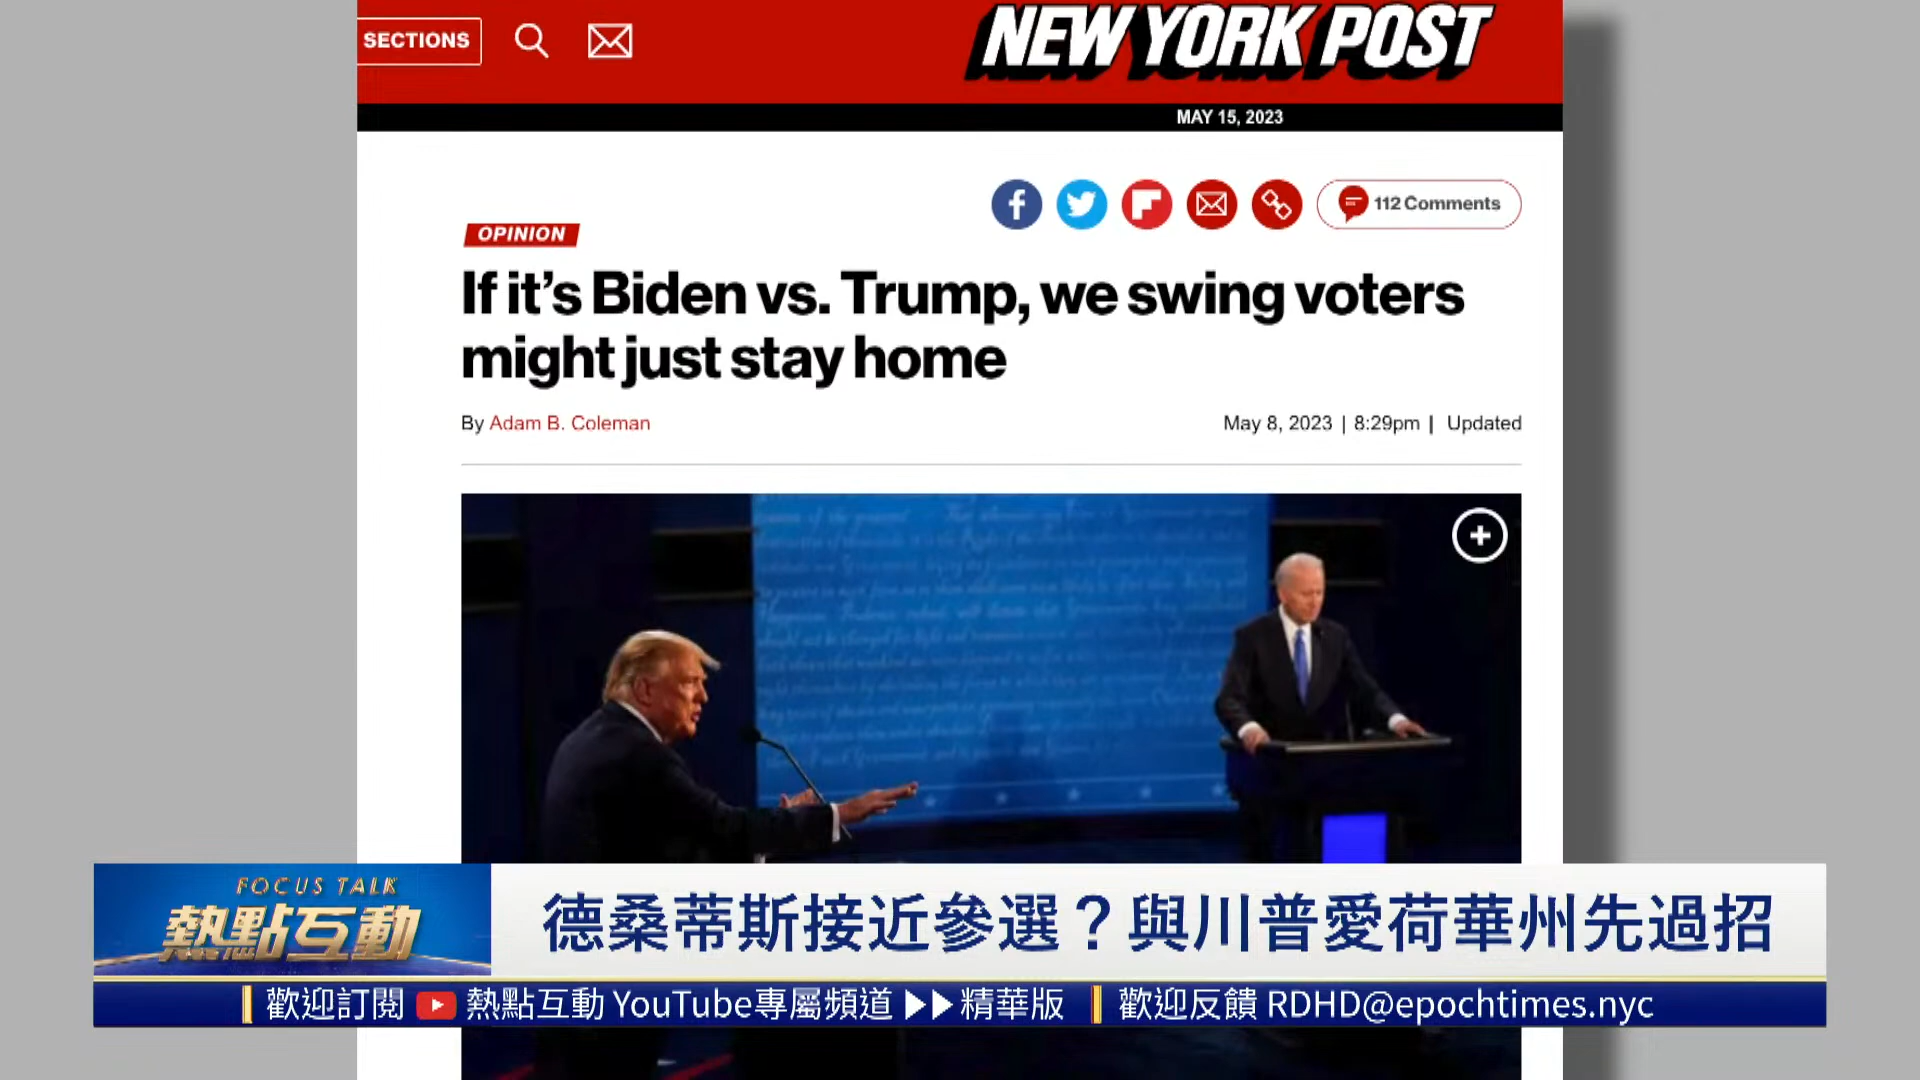 SECTIONS
NEW YORK POST
MAY 15, 2023
112 Comments
OPINION
If it's Biden vs. Trump, we swing voters
might just stay home
By Adam B. Coleman
May 8, 2023 | 8:29pm | Updated
FOCUS TALK
熱點互動
德桑蒂斯接近參選？與川普愛荷華州先過招
歡迎訂閱 熱點互動 YouTube專屬頻道 ▶▶ 精華版 歡迎反饋 RDHD@epochtimes.nyc